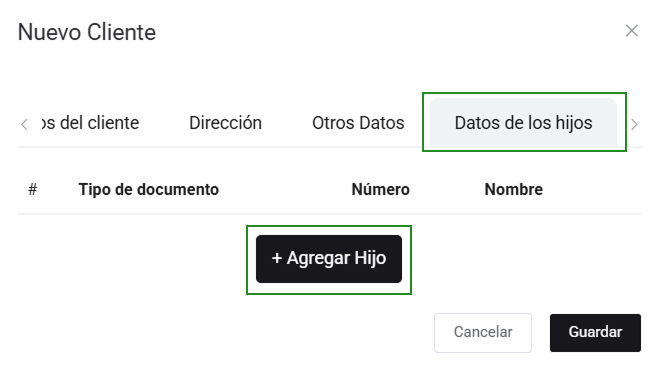 Nuevo Cliente
os del cliente Dirección Otros Datos Datos de los hijos
# Tipo de documento Número Nombre
+ Agregar Hijo
Cancelar Guardar